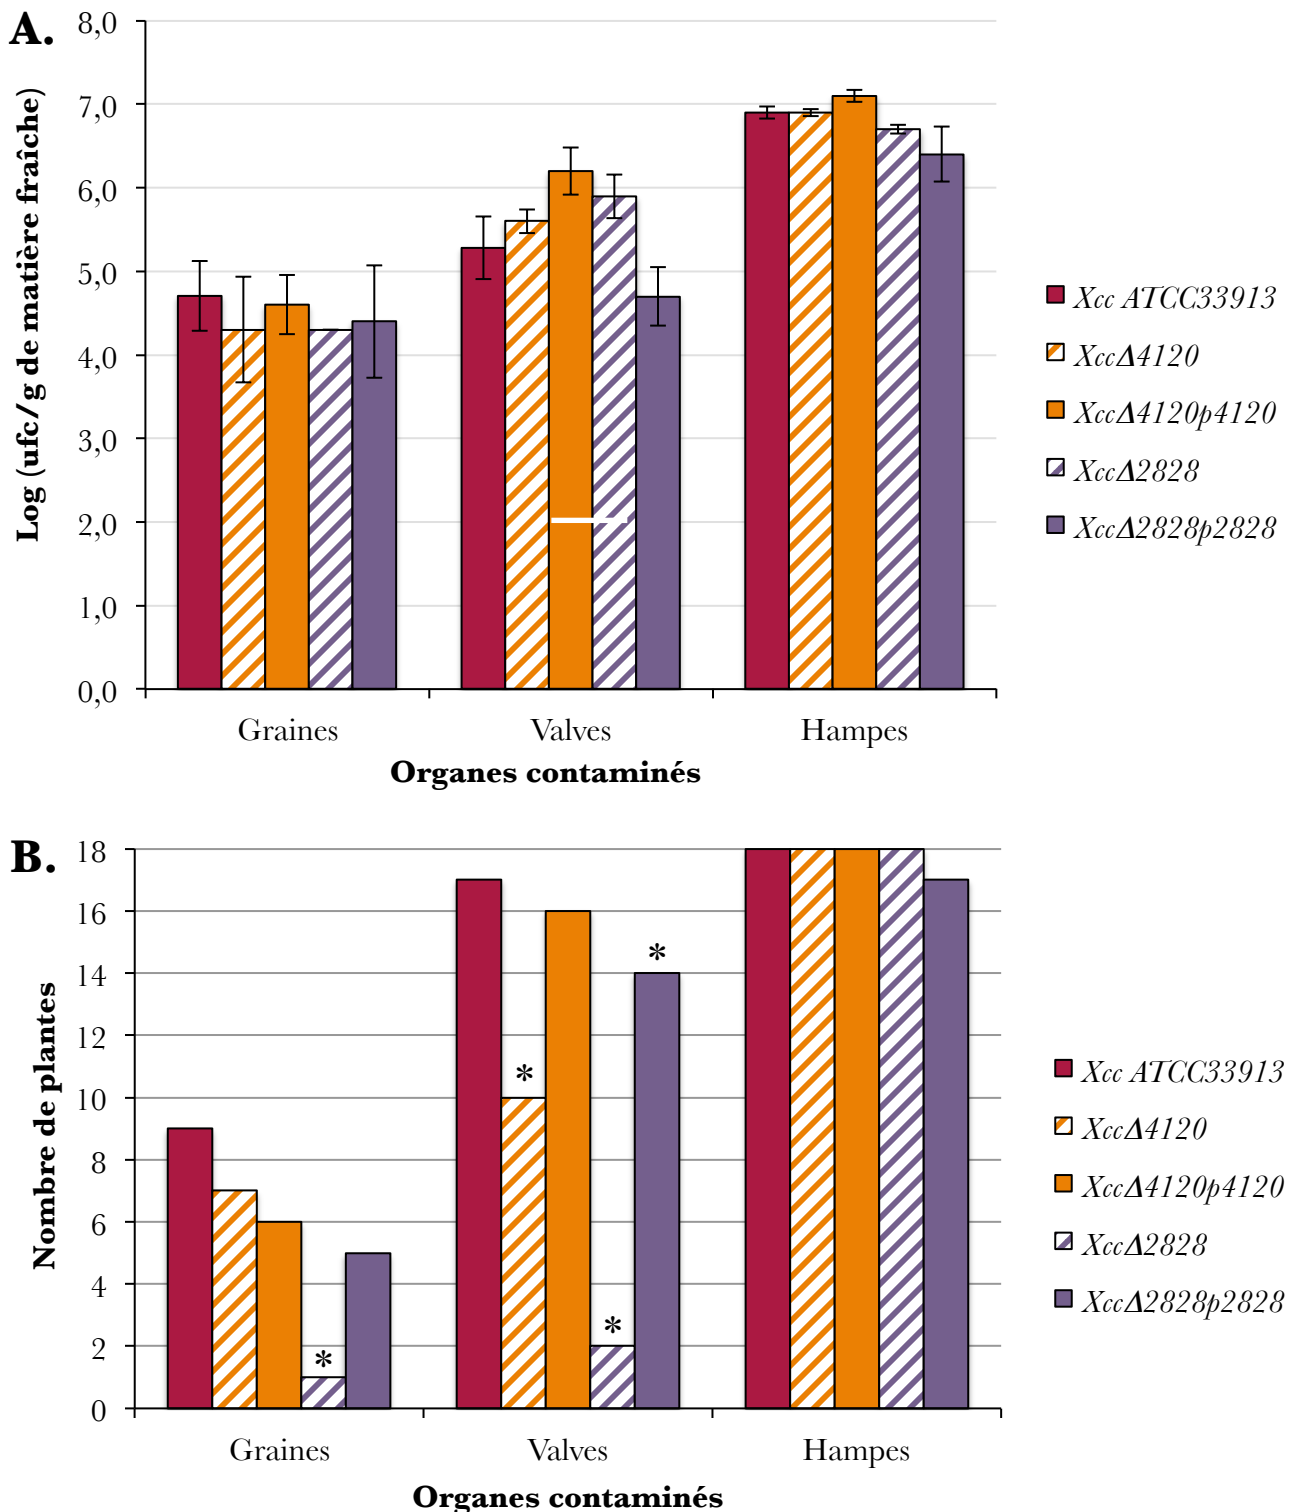 A.
Log (ufc/g de matière fraîche)
8,0
7,0
6,0
5,0
4,0
3,0
2,0
1,0
0,0
Graines Valves Hampes
Organes contaminés
Xcc ATCC33913
XccΔ4120
XccΔ4120p4120
XccΔ2828
XccΔ2828p2828
B.
Nombre de plantes
18
16
14
12
10
8
6
4
2
0
*
*
*
*
Graines Valves Hampes
Organes contaminés
Xcc ATCC33913
XccΔ4120
XccΔ4120p4120
XccΔ2828
XccΔ2828p2828